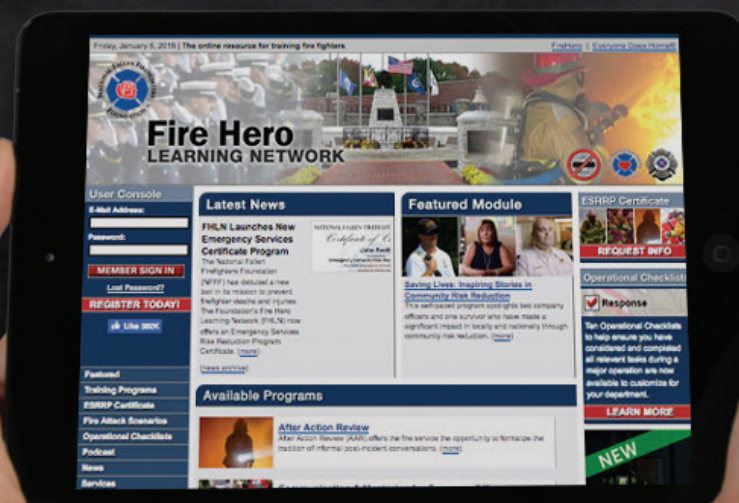 Friday, January 5, 2018 | The online resource for training fire fighters
FireHero | Everyone Goes Home®
Fire Hero
LEARNING NETWORK
User Console
E-Mail Address:
Password:
MEMBER SIGN IN
Lost Password?
REGISTER TODAY!
Like 382K
Featured
Training Programs
ESRRP Certificate
Fire Attack Scenarios
Operational Checklists
Podcast
News
Services
Latest News
FHLN Launches New
Emergency Services
Certificate Program
The National Fallen
Firefighters Foundation
(NFFF) has debuted a new
tool in its mission to prevent
firefighter deaths and injuries.
The Foundation's Fire Hero
Learning Network (FHLN) now
offers an Emergency Services
Risk Reduction Program
Certificate. [more]
[news archive]
NATIONAL FALLEN FIREFIGHT
Certificate of C
Featured Module
Saving Lives: Inspiring Stories in
Community Risk Reduction
This self-paced program spotlights two company
officers and one survivor who have made a
significant impact in locally and nationally through
community risk reduction. [more]
ESRRP Certificate
REQUEST INFO
Operational Checklists
Response
Ten Operational Checklists
to help ensure you have
considered and completed
all relevant tasks during a
major operation are now
available to customize for
your department.
LEARN MORE
NEW
Available Programs
After Action Review
After Action Review (AAR) offers the fire service the opportunity to formalize the
tradition of informal post-incident conversations. [more]